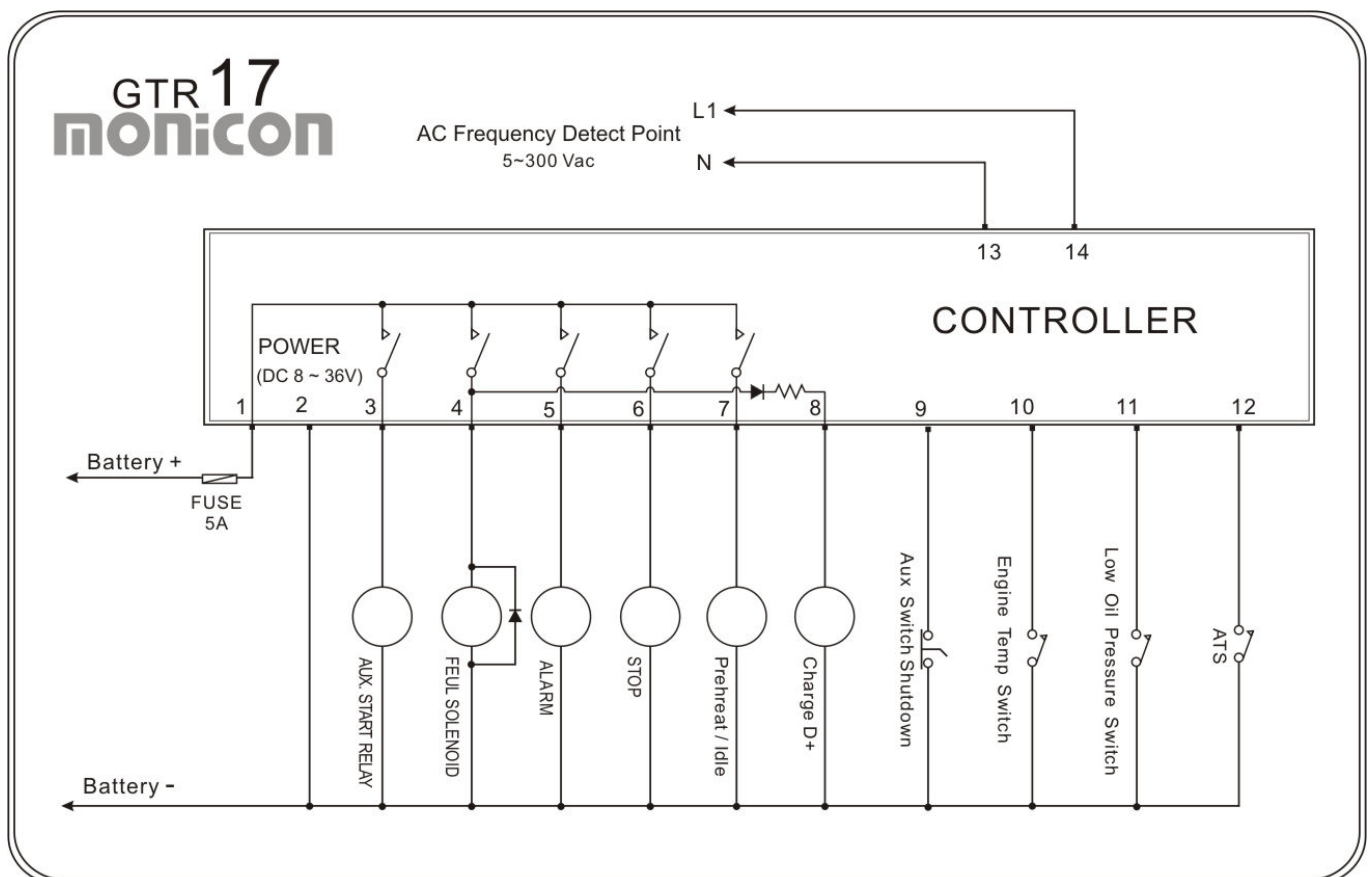 GTR 17
monicon
AC Frequency Detect Point
5~300 Vac
L1
N
13 14
CONTROLLER
POWER
(DC 8 ~ 36V)
1 2 3 4 5 6 7 8 9 10 11 12
Battery +
FUSE
5A
AUX. START RELAY
FEUL SOLENOID
ALARM
STOP
Prehreat / Idle
Charge D+
Aux Switch Shutdown
Engine Temp Switch
Low Oil Pressure Switch
ATS
Battery -